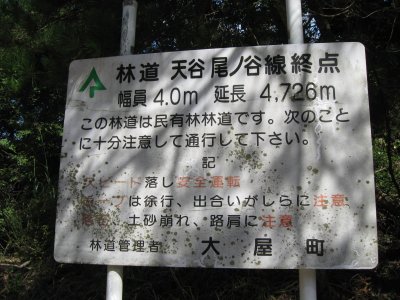 林道 天谷 尾ノ谷線終点
幅員 4.0m 延長 4,726m
この林道は民有林林道です。次のこと
に十分注意して通行して下さい。
記
スピード落し安全運転
カーブは徐行、出合いがしらに注意
土砂崩れ、路肩に注意
林道管理者 大屋町